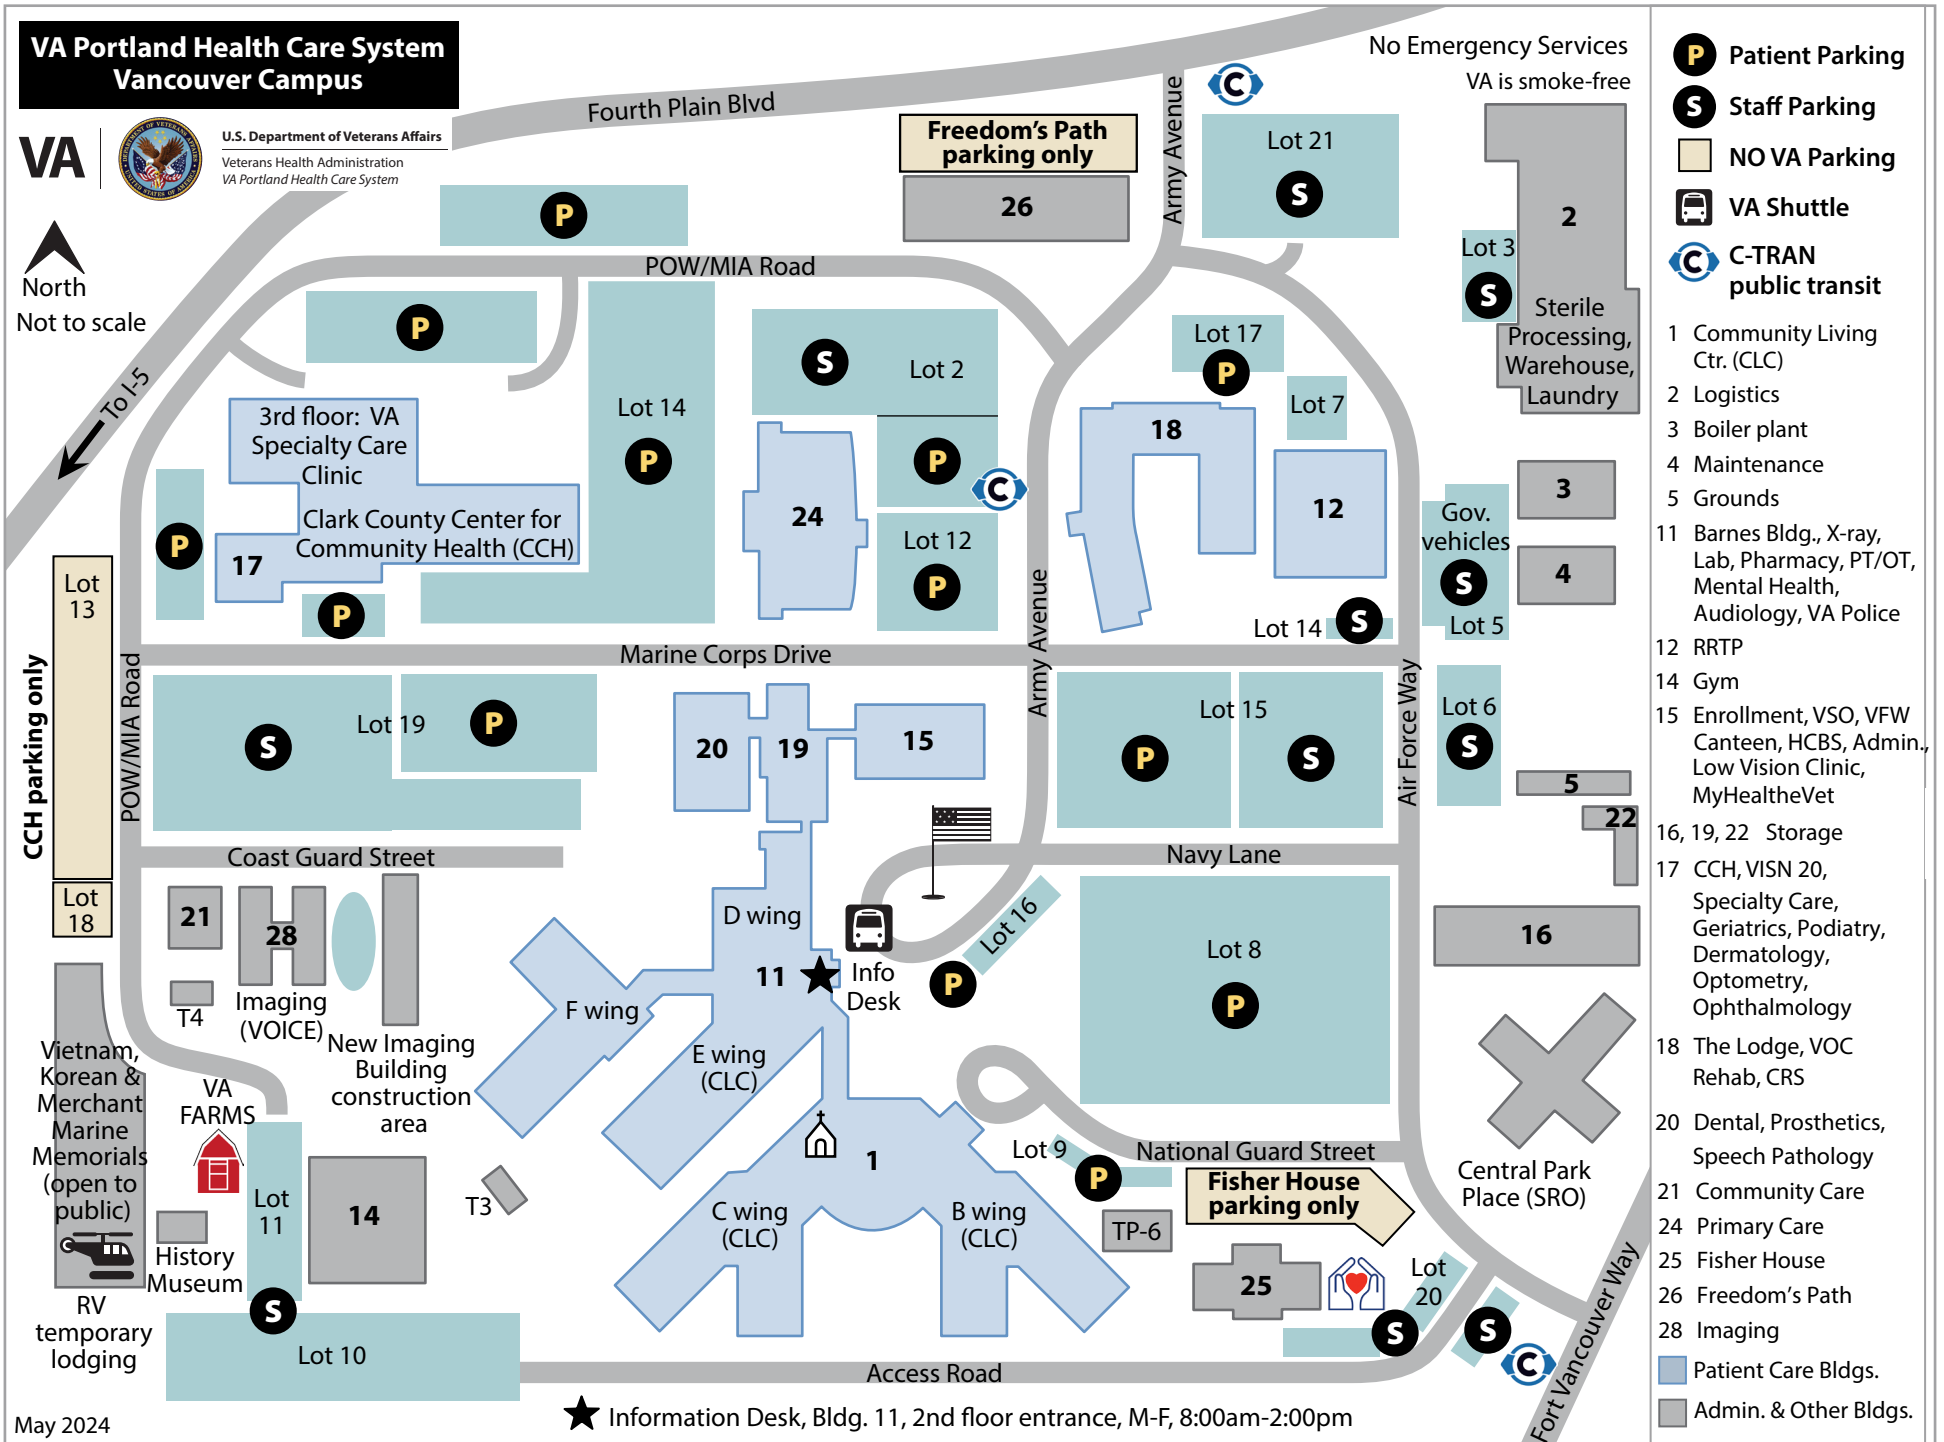 VA Portland Health Care System
Vancouver Campus
VA
U.S. Department of Veterans Affairs
Veterans Health Administration
VA Portland Health Care System
North
Not to scale
To I-5
Fourth Plain Blvd
Freedom's Path
parking only
26
Army Avenue
C
Lot 21
S
No Emergency Services
VA is smoke-free
2
Lot 3
S
Sterile
Processing,
Warehouse,
Laundry
P
POW/MIA Road
P
Lot 14
P
S
Lot 2
P
C
Lot 12
P
24
Lot 17
P
Lot 7
18
12
3rd floor: VA
Specialty Care
Clinic
Clark County Center for
Community Health (CCH)
17
P
P
Lot 13
CCH parking only
Lot 18
POW/MIA Road
Gov.
vehicles
S
Lot 5
3
4
Lot 14
S
Marine Corps Drive
Army Avenue
Army Avenue
Air Force Way
S
Lot 19
P
20
19
15
Lot 15
P
S
Lot 6
S
5
22
16
Coast Guard Street
Navy Lane
21
28
T4
Imaging
(VOICE)
New Imaging
Building
construction
area
D wing
11
Info
Desk
F wing
E wing
(CLC)
Lot 16
P
Lot 8
P
Vietnam,
Korean &
Merchant
Marine
Memorials
(open to
public)
VA
FARMS
Lot
11
14
T3
History
Museum
S
RV
temporary
lodging
Lot 10
1
C wing
(CLC)
B wing
(CLC)
Lot 9
P
National Guard Street
Fisher House
parking only
TP-6
25
Lot
20
S
S
C
Central Park
Place (SRO)
Fort Vancouver Way
Access Road
Information Desk, Bldg. 11, 2nd floor entrance, M-F, 8:00am-2:00pm
May 2024
P Patient Parking
S Staff Parking
NO VA Parking
VA Shuttle
C C-TRAN
public transit
1 Community Living
Ctr. (CLC)
2 Logistics
3 Boiler plant
4 Maintenance
5 Grounds
11 Barnes Bldg., X-ray,
Lab, Pharmacy, PT/OT,
Mental Health,
Audiology, VA Police
12 RRTP
14 Gym
15 Enrollment, VSO, VFW
Canteen, HCBS, Admin.,
Low Vision Clinic,
MyHealtheVet
16, 19, 22 Storage
17 CCH, VISN 20,
Specialty Care,
Geriatrics, Podiatry,
Dermatology,
Optometry,
Ophthalmology
18 The Lodge, VOC
Rehab, CRS
20 Dental, Prosthetics,
Speech Pathology
21 Community Care
24 Primary Care
25 Fisher House
26 Freedom's Path
28 Imaging
Patient Care Bldgs.
Admin. & Other Bldgs.